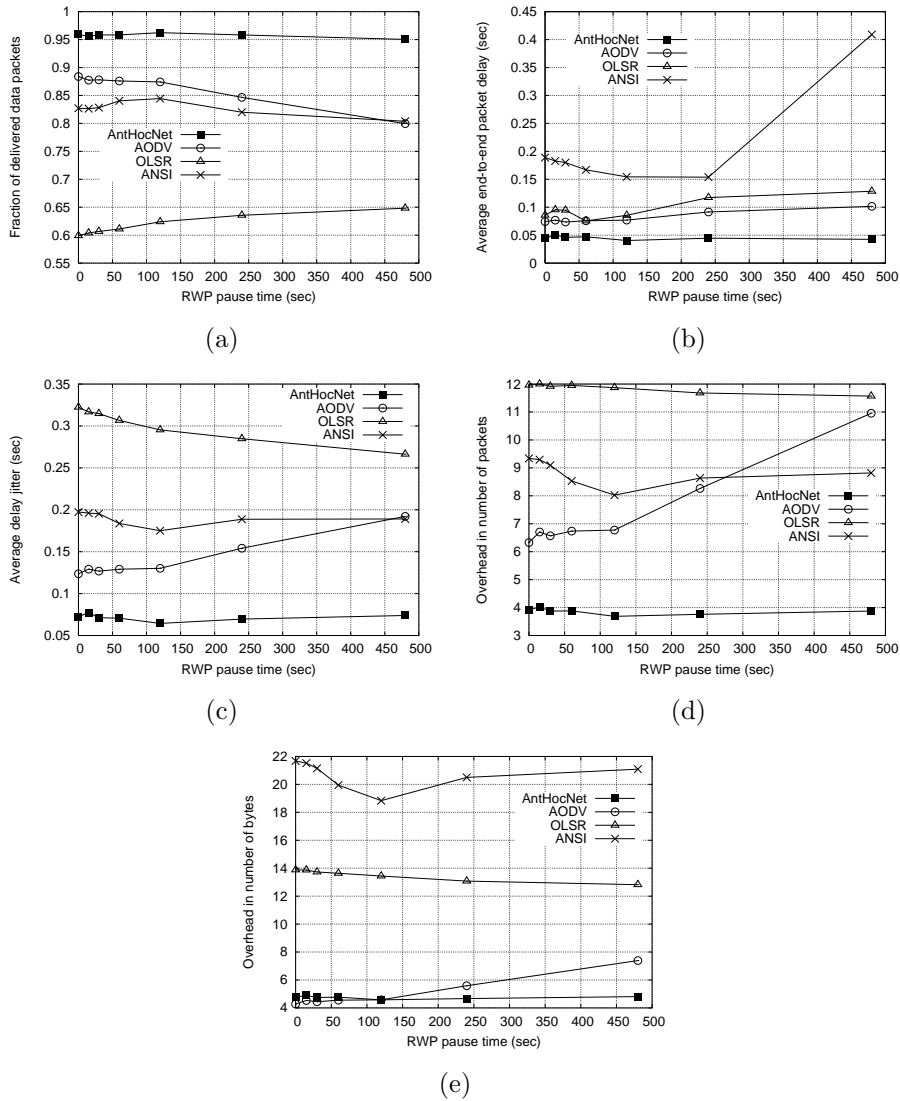 1
0.95
0.9
0.85
0.8
0.75
0.7
0.65
0.6
0.55
0 50 100 150 200 250 300 350 400 450 500
Fraction of delivered data packets
RWP pause time (sec)
AntHocNet
AODV
OLSR
ANSI
(a)
0.45
0.4
0.35
0.3
0.25
0.2
0.15
0.1
0.05
0
0 50 100 150 200 250 300 350 400 450 500
Average end-to-end packet delay (sec)
RWP pause time (sec)
AntHocNet
AODV
OLSR
ANSI
(b)
0.35
0.3
0.25
0.2
0.15
0.1
0.05
0 50 100 150 200 250 300 350 400 450 500
Average delay jitter (sec)
RWP pause time (sec)
AntHocNet
AODV
OLSR
ANSI
(c)
12
11
10
9
8
7
6
5
4
3
0 50 100 150 200 250 300 350 400 450 500
Overhead in number of packets
RWP pause time (sec)
AntHocNet
AODV
OLSR
ANSI
(d)
22
20
18
16
14
12
10
8
6
4
0 50 100 150 200 250 300 350 400 450 500
Overhead in number of bytes
RWP pause time (sec)
AntHocNet
AODV
OLSR
ANSI
(e)